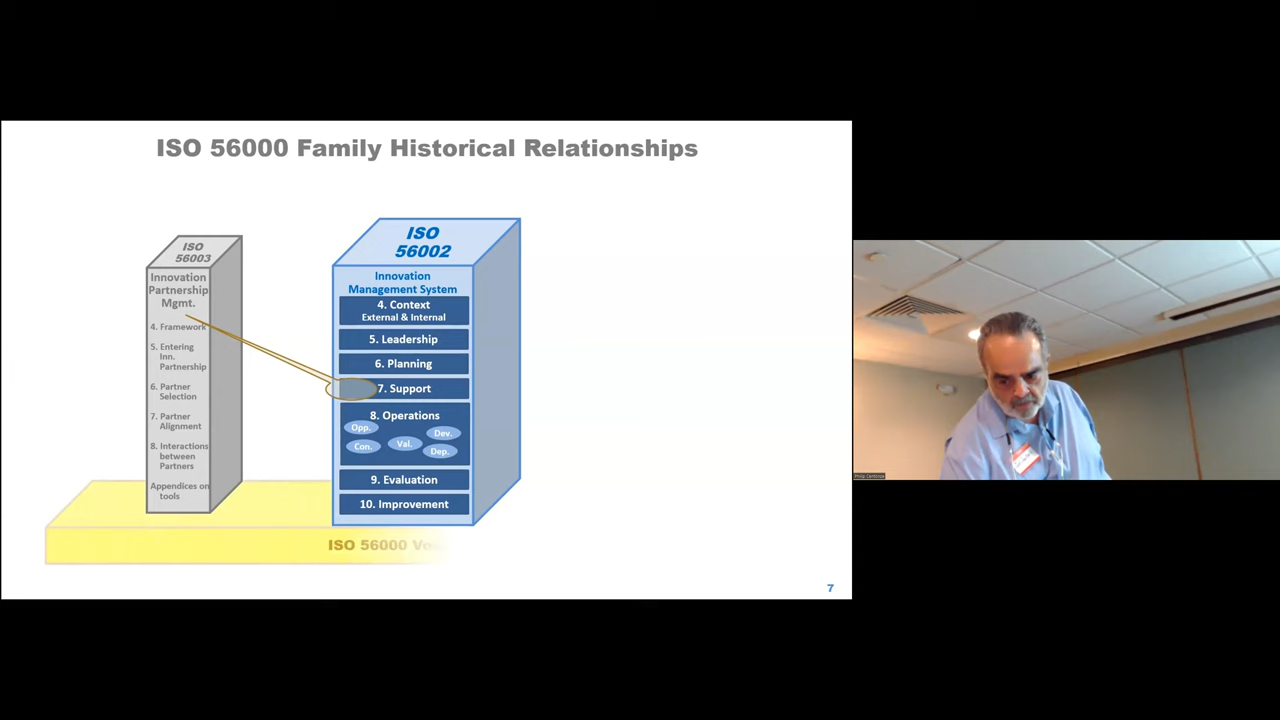 ISO 56000 Family Historical Relationships
ISO
56003
Innovation
Partnership
Mgmt.
4. Framework
5. Entering
Inn.
Partnership
6. Partner
Selection
7. Partner
Alignment
8. Interactions
between
Partners
Appendices on
tools
ISO
56002
Innovation
Management System
4. Context
External & Internal
5. Leadership
6. Planning
7. Support
8. Operations
Opp.
Dev.
Con.
Val.
Dep.
9. Evaluation
10. Improvement
ISO 56000
7